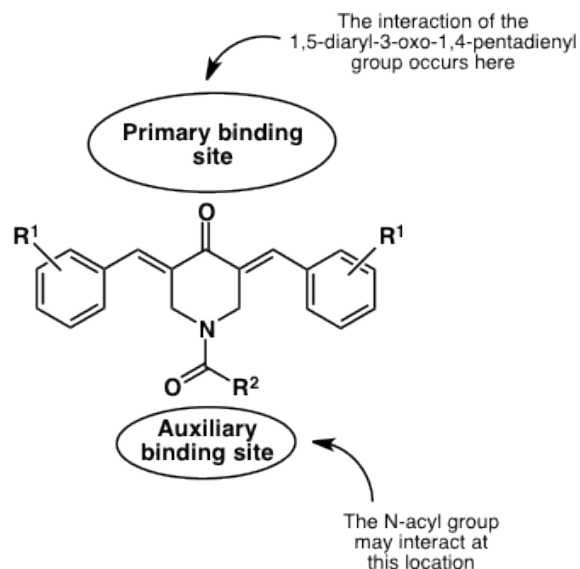 The interaction of the
1,5-diaryl-3-oxo-1,4-pentadienyl
group occurs here
Primary binding
site
O
R¹
R¹
N
O
R²
Auxiliary
binding site
The N-acyl group
may interact at
this location